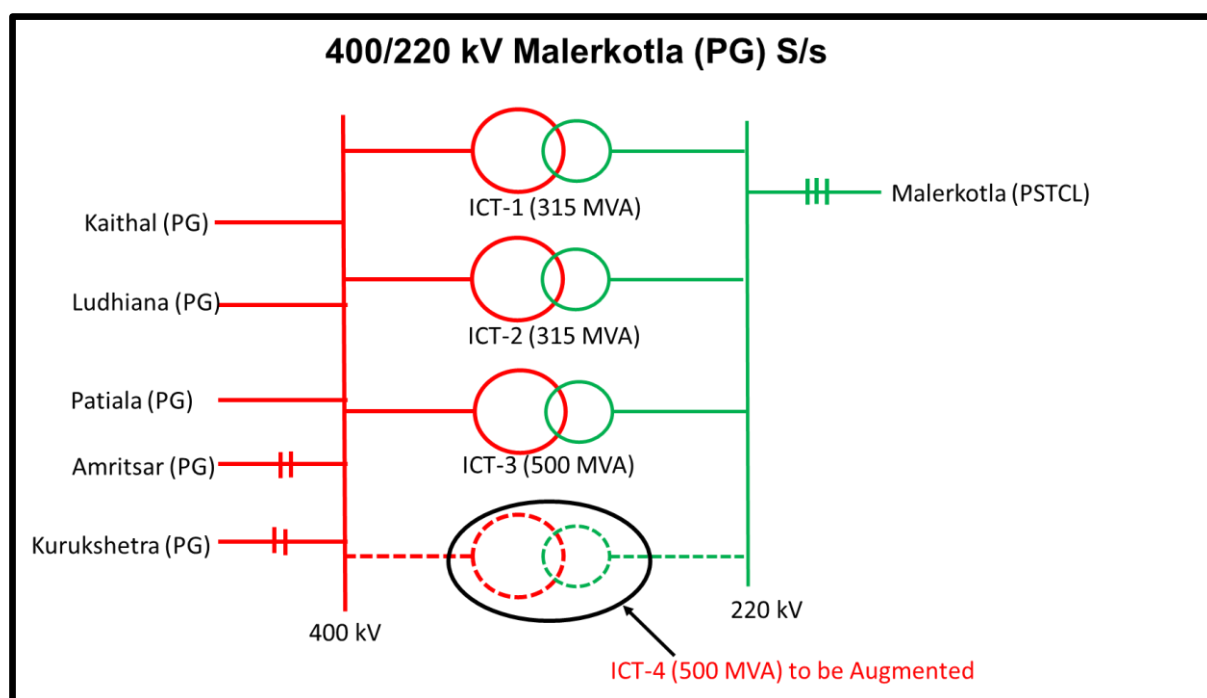 400/220 kV Malerkotla (PG) S/s
ICT-1 (315 MVA)
Malerkotla (PSTCL)
Kaithal (PG)
Ludhiana (PG)
ICT-2 (315 MVA)
Patiala (PG)
Amritsar (PG)
ICT-3 (500 MVA)
Kurukshetra (PG)
400 kV
220 kV
ICT-4 (500 MVA) to be Augmented